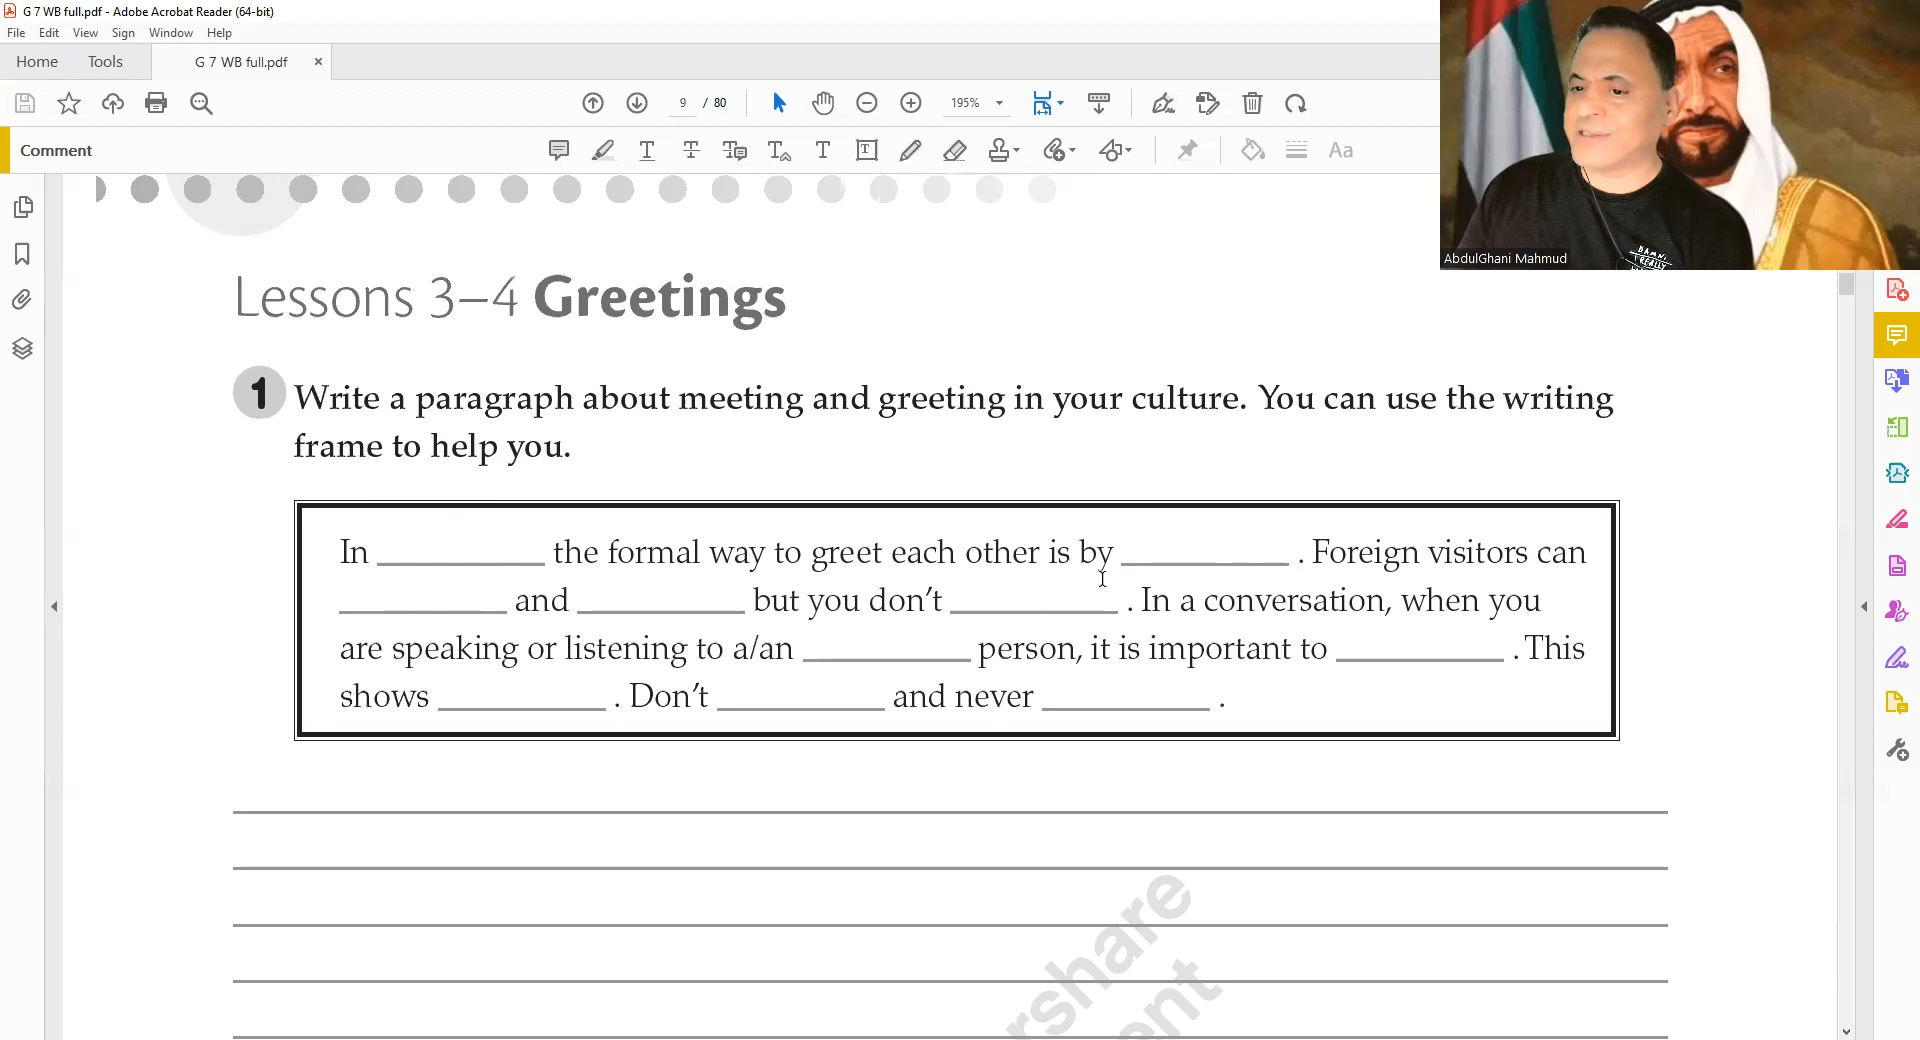 G 7 WB full.pdf - Adobe Acrobat Reader (64-bit)
File Edit View Sign Window Help
Home Tools G 7 WB full.pdf ×
9 / 80 195%
Comment
Aa
DAMN,
I REALLY
AbdulGhani Mahmud
Lessons 3–4 Greetings
1 Write a paragraph about meeting and greeting in your culture. You can use the writing
frame to help you.
In __________ the formal way to greet each other is by __________ . Foreign visitors can
__________ and __________ but you don’t __________ . In a conversation, when you
are speaking or listening to a/an __________ person, it is important to __________ . This
shows __________ . Don’t __________ and never __________ .
rshare
ent